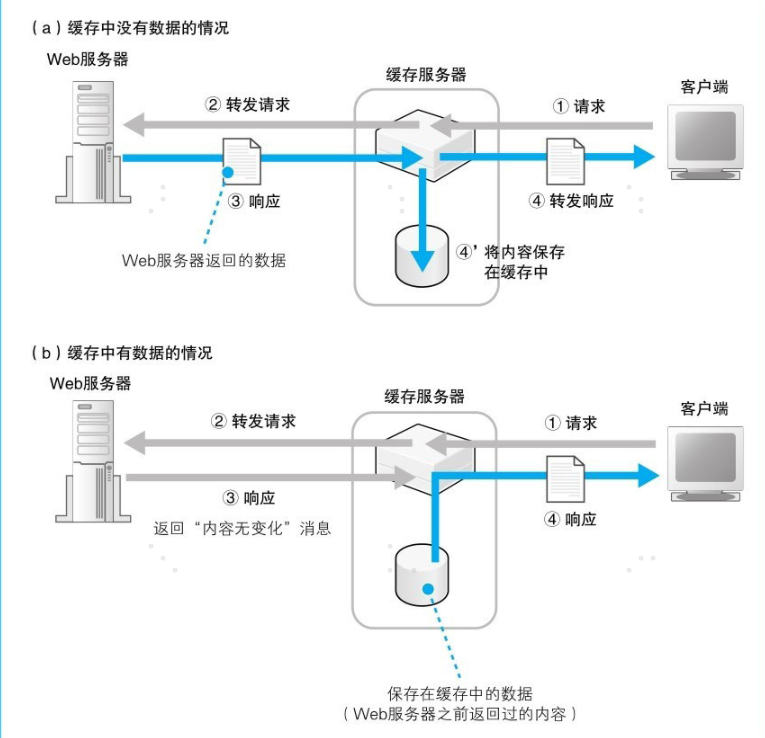 （a）缓存中没有数据的情况
Web服务器
缓存服务器
客户端
② 转发请求
① 请求
③ 响应
④ 转发响应
Web服务器返回的数据
④’ 将内容保存
在缓存中
（b）缓存中有数据的情况
Web服务器
缓存服务器
客户端
② 转发请求
① 请求
③ 响应
④ 响应
返回“内容无变化”消息
保存在缓存中的数据
（Web服务器之前返回过的内容）